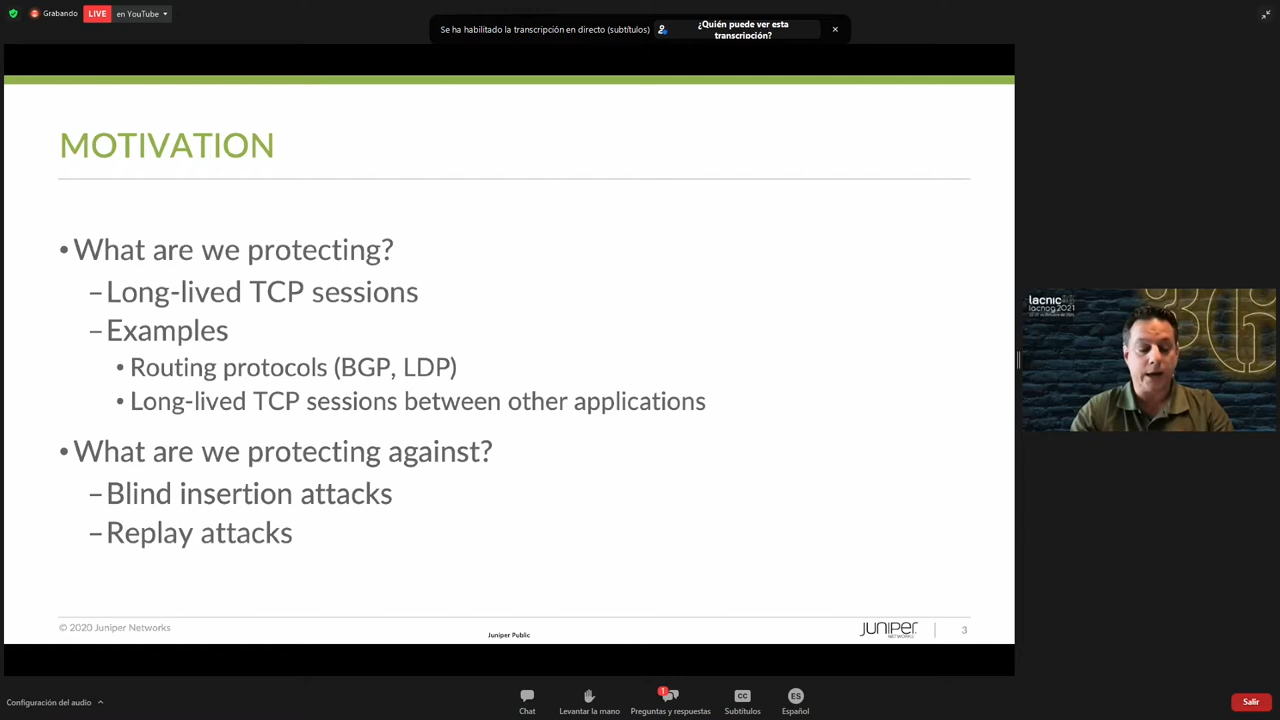 Grabando
LIVE
en YouTube
Se ha habilitado la transcripción en directo (subtítulos)
¿Quién puede ver esta
transcripción?
MOTIVATION
• What are we protecting?
–Long-lived TCP sessions
–Examples
• Routing protocols (BGP, LDP)
• Long-lived TCP sessions between other applications
• What are we protecting against?
–Blind insertion attacks
–Replay attacks
© 2020 Juniper Networks
Juniper Public
JUNIPER
NETWORKS
3
lacnic
lacnog 2021
Configuración del audio
Chat
Levantar la mano
1
Preguntas y respuestas
CC
Subtítulos
ES
Español
Salir